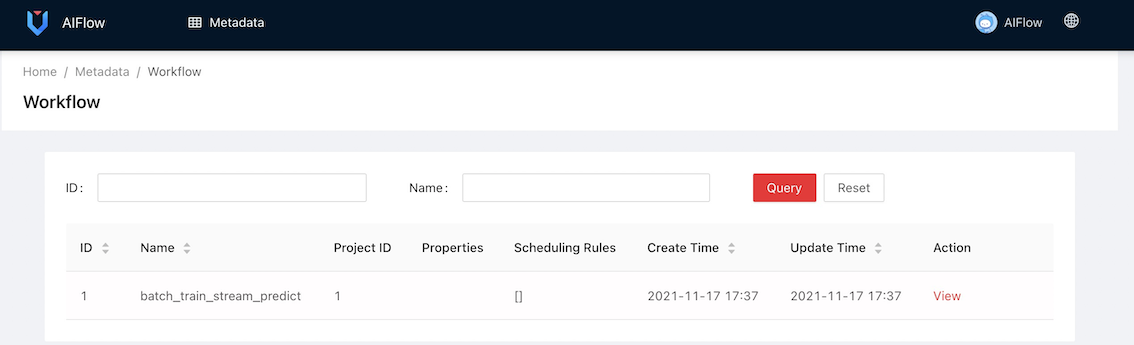 AIFlow Metadata AIFlow
Home / Metadata / Workflow
Workflow
ID: Name: Query Reset
ID Name Project ID Properties Scheduling Rules Create Time Update Time Action
1 batch_train_stream_predict 1 [] 2021-11-17 17:37 2021-11-17 17:37 View